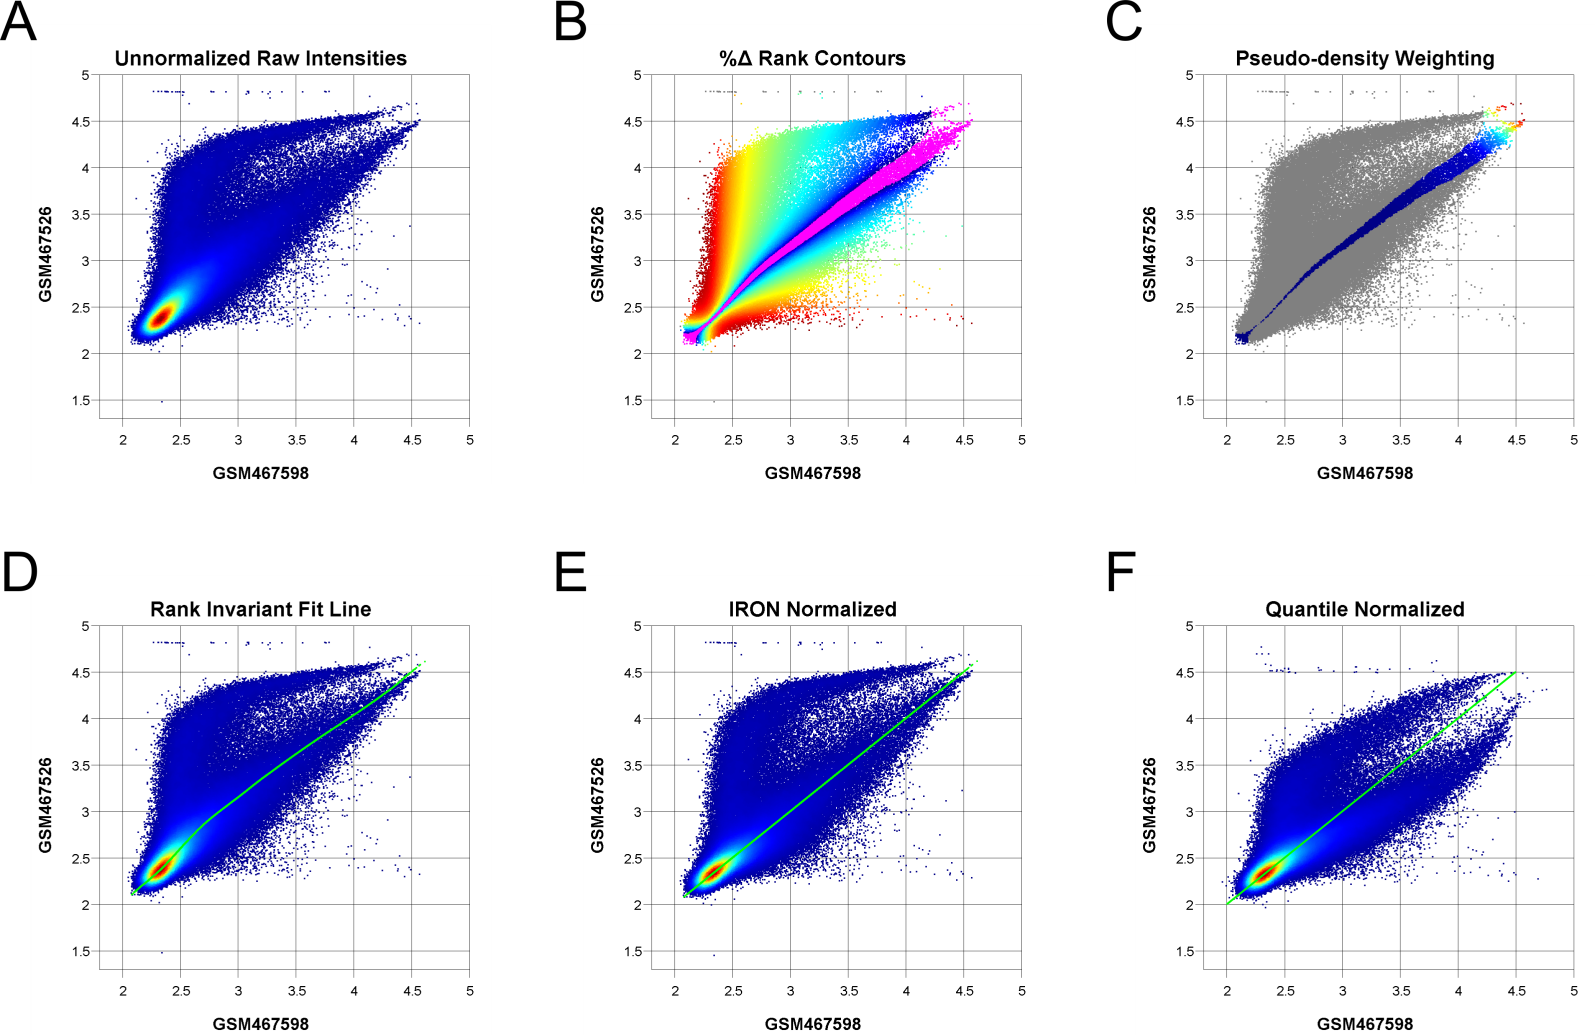 A
B
C
Unnormalized Raw Intensities
%Δ Rank Contours
Pseudo-density Weighting
5
4.5
4
3.5
3
2.5
2
1.5
GSM467526
2 2.5 3 3.5 4 4.5 5
GSM467598
5
4.5
4
3.5
3
2.5
2
1.5
GSM467526
2 2.5 3 3.5 4 4.5 5
GSM467598
5
4.5
4
3.5
3
2.5
2
1.5
GSM467526
2 2.5 3 3.5 4 4.5 5
GSM467598
D
E
F
Rank Invariant Fit Line
IRON Normalized
Quantile Normalized
5
4.5
4
3.5
3
2.5
2
1.5
GSM467526
2 2.5 3 3.5 4 4.5 5
GSM467598
5
4.5
4
3.5
3
2.5
2
1.5
GSM467526
2 2.5 3 3.5 4 4.5 5
GSM467598
5
4.5
4
3.5
3
2.5
2
1.5
GSM467526
2 2.5 3 3.5 4 4.5 5
GSM467598